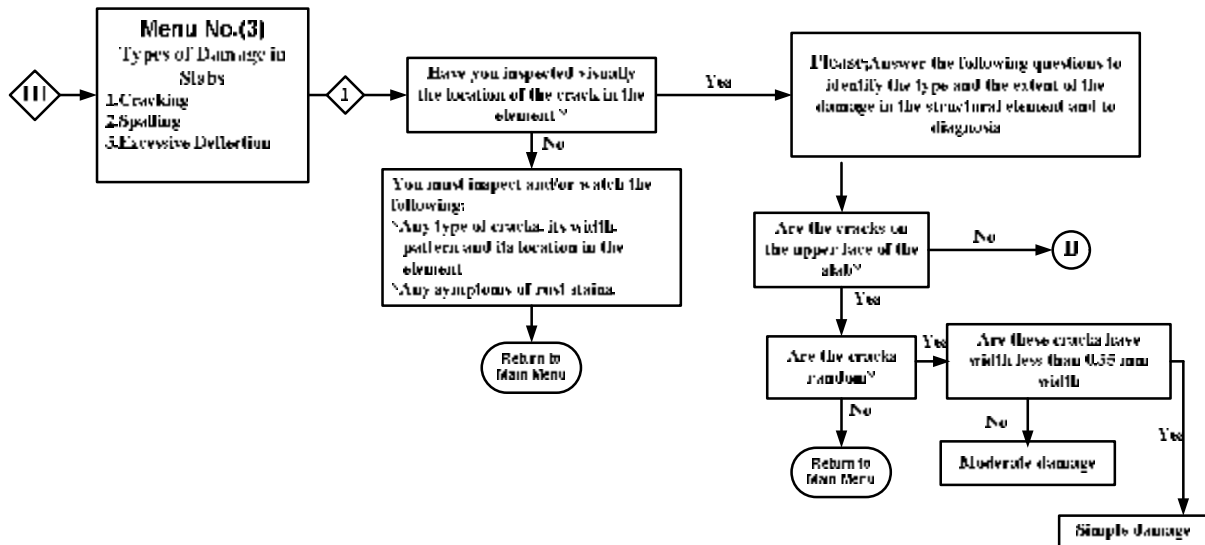 III
Menu No.(3)
Types of Damage in
Slabs
1.Cracking
2.Spalling
3.Excessive Deflection
1
Have you inspected visually
the location of the crack in the
element ?
Yes
Please,Answer the following questions to
identify the type and the extent of the
damage in the structural element and to
diagnosis
No
You must inspect and/or watch the
following:
*Any type of cracks, its width,
pattern and its location in the
element
*Any symptoms of rust stains.
Return to
Main Menu
Are the cracks on
the upper face of the
slab?
No
Yes
Are the cracks
random?
Yes
Are these cracks have
width less than 0.35 mm
width
No
Return to
Main Menu
No
Moderate damage
Yes
Simple damage